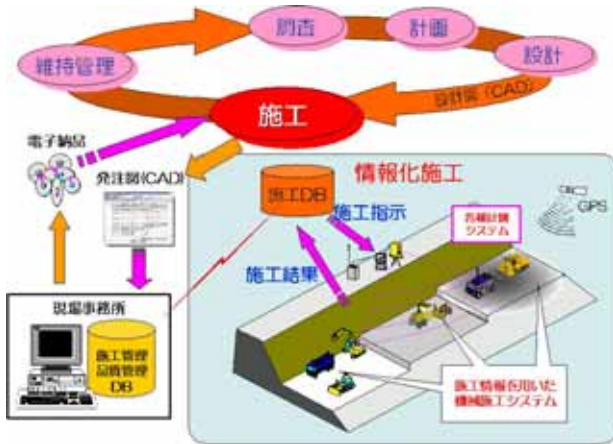 調査
計画
設計
維持管理
設計図(CAD)
施工
電子納品
発注図(CAD)
情報化施工
施工DB
施工指示
各種計測
システム
GPS
施工結果
現場事務所
施工管理
品質管理
DB
施工情報を用いた
機械施工システム